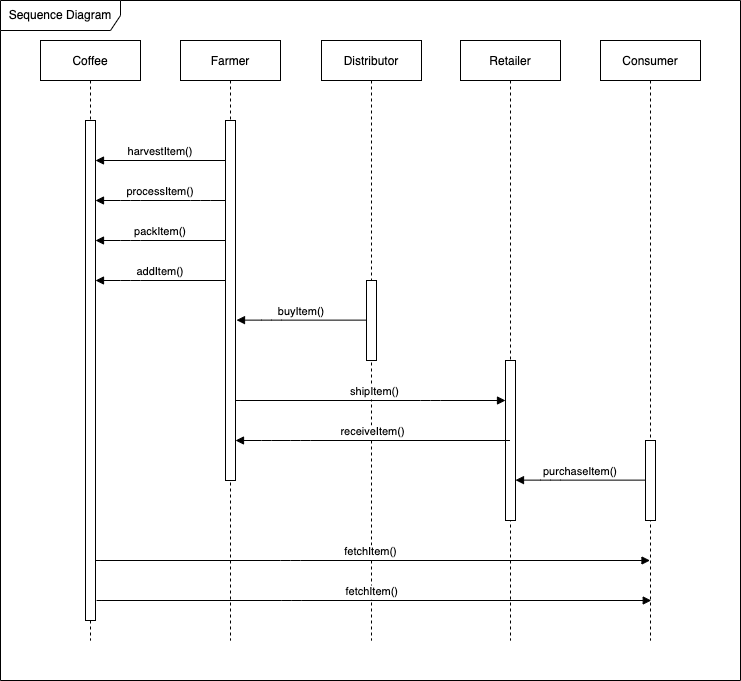 Sequence Diagram
Coffee
Farmer
Distributor
Retailer
Consumer
harvestItem()
processItem()
packItem()
addItem()
buyItem()
shipItem()
receiveItem()
purchaseItem()
fetchItem()
fetchItem()